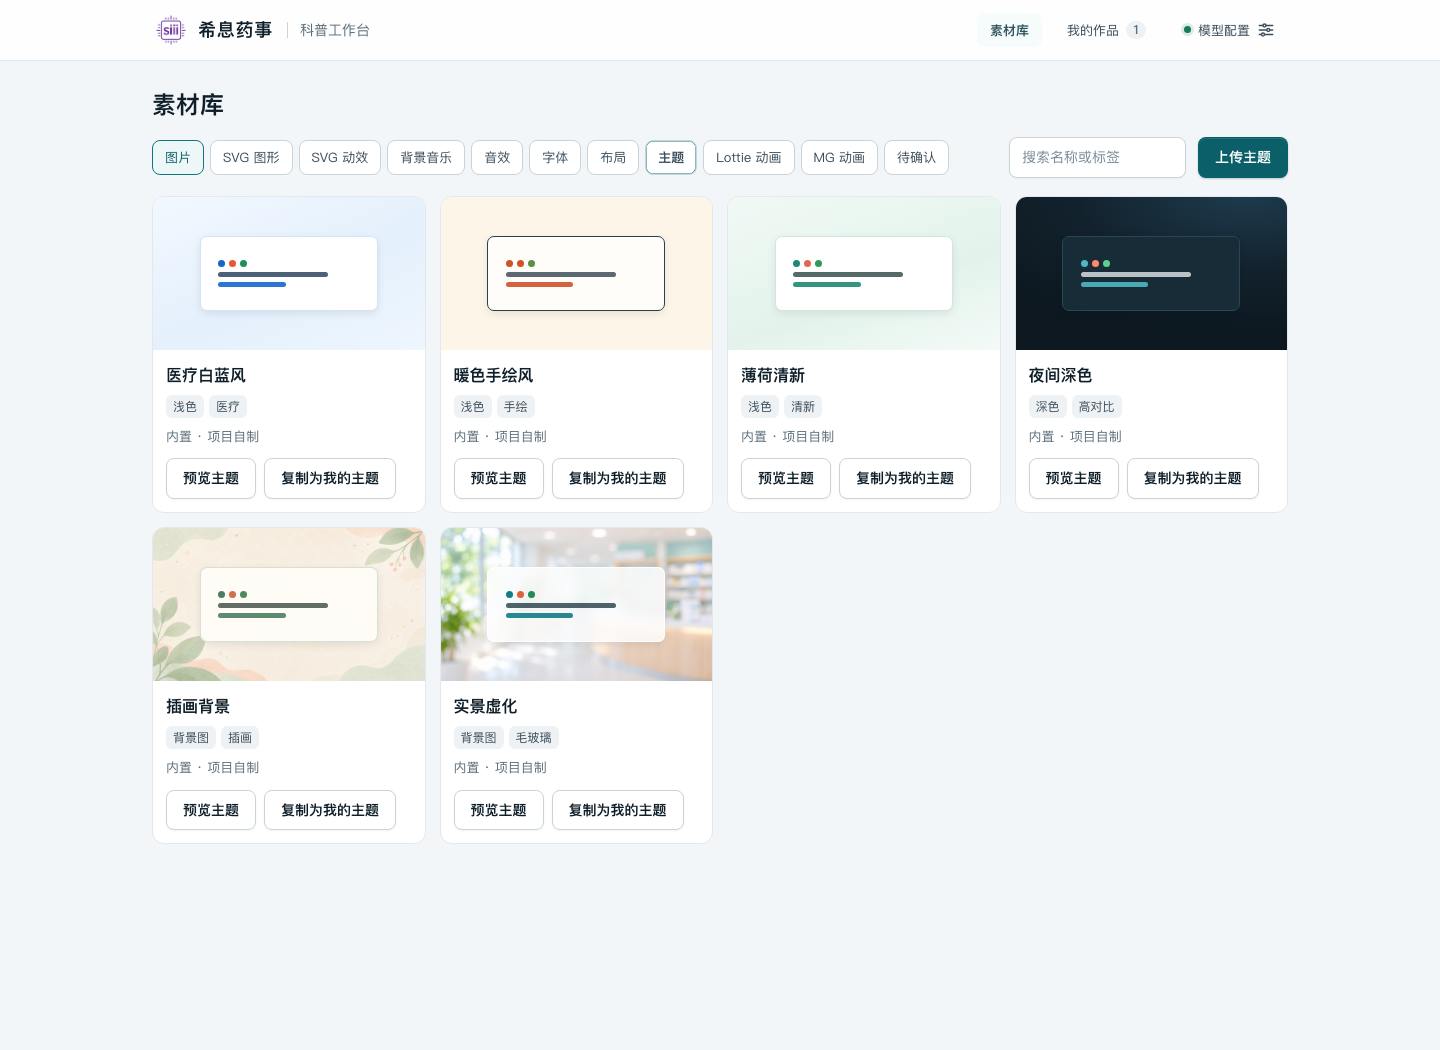 siii 希息药事 科普工作台 素材库 我的作品 1 模型配置
素材库
图片 SVG 图形 SVG 动效 背景音乐 音效 字体 布局 主题 Lottie 动画 MG 动画 待确认 搜索名称或标签 上传主题
医疗白蓝风
浅色 医疗
内置 · 项目自制
预览主题 复制为我的主题
暖色手绘风
浅色 手绘
内置 · 项目自制
预览主题 复制为我的主题
薄荷清新
浅色 清新
内置 · 项目自制
预览主题 复制为我的主题
夜间深色
深色 高对比
内置 · 项目自制
预览主题 复制为我的主题
插画背景
背景图 插画
内置 · 项目自制
预览主题 复制为我的主题
实景虚化
背景图 毛玻璃
内置 · 项目自制
预览主题 复制为我的主题